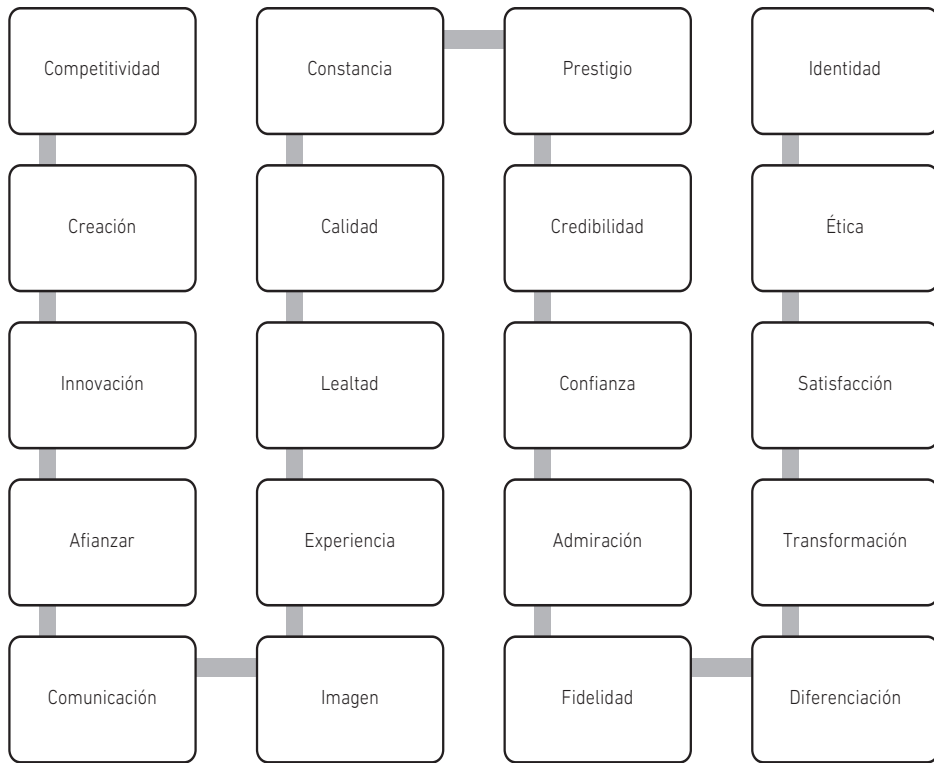 Competitividad
Creación
Innovación
Afianzar
Comunicación
Imagen
Experiencia
Lealtad
Calidad
Constancia
Prestigio
Credibilidad
Confianza
Admiración
Fidelidad
Diferenciación
Transformación
Satisfacción
Ética
Identidad